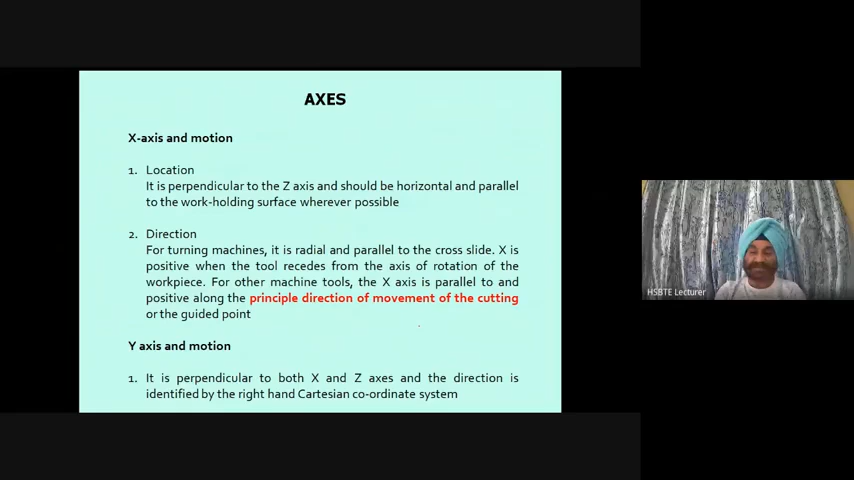 AXES
X-axis and motion
1. Location
It is perpendicular to the Z axis and should be horizontal and parallel
to the work-holding surface wherever possible
2. Direction
For turning machines, it is radial and parallel to the cross slide. X is
positive when the tool recedes from the axis of rotation of the
workpiece. For other machine tools, the X axis is parallel to and
positive along the principle direction of movement of the cutting
or the guided point
Y axis and motion
1. It is perpendicular to both X and Z axes and the direction is
identified by the right hand Cartesian co-ordinate system
HSBTE Lecturer